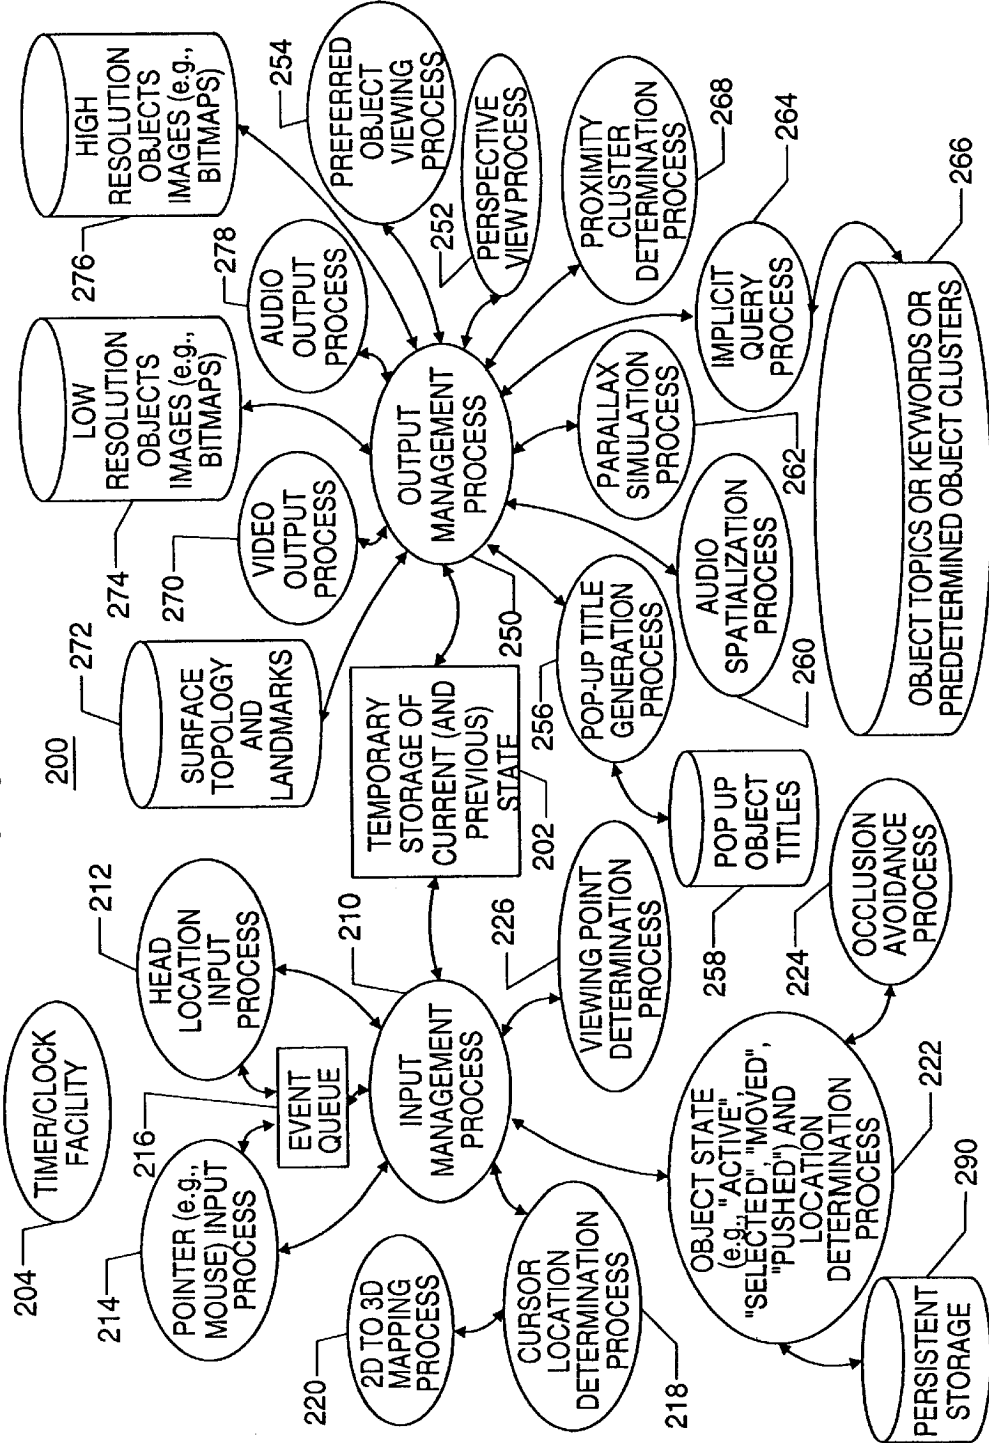 200
204
TIMER/CLOCK
FACILITY
214
POINTER (e.g.,
MOUSE) INPUT
PROCESS
216
EVENT
QUEUE
212
HEAD
LOCATION
INPUT
PROCESS
210
INPUT
MANAGEMENT
PROCESS
220
2D TO 3D
MAPPING
PROCESS
CURSOR
LOCATION
DETERMINATION
PROCESS
218
226
VIEWING POINT
DETERMINATION
PROCESS
OBJECT STATE
(e.g., "ACTIVE",
"SELECTED", "MOVED",
"PUSHED") AND
LOCATION
DETERMINATION
PROCESS
222
224
OCCLUSION
AVOIDANCE
PROCESS
PERSISTENT
STORAGE
290
TEMPORARY
STORAGE OF
CURRENT (AND
PREVIOUS)
STATE
202
272
SURFACE
TOPOLOGY
AND
LANDMARKS
270
VIDEO
OUTPUT
PROCESS
274
LOW
RESOLUTION
OBJECTS
IMAGES (e.g.,
BITMAPS)
278
AUDIO
OUTPUT
PROCESS
276
HIGH
RESOLUTION
OBJECTS
IMAGES (e.g.,
BITMAPS)
254
PREFERRED
OBJECT
VIEWING
PROCESS
252
PERSPECTIVE
VIEW PROCESS
OUTPUT
MANAGEMENT
PROCESS
250
PROXIMITY
CLUSTER
DETERMINATION
PROCESS
268
IMPLICIT
QUERY
PROCESS
264
PARALLAX
SIMULATION
PROCESS
262
AUDIO
SPATIALIZATION
PROCESS
260
256
POP-UP TITLE
GENERATION
PROCESS
POP UP
OBJECT
TITLES
258
OBJECT TOPICS OR KEYWORDS OR
PREDETERMINED OBJECT CLUSTERS
266